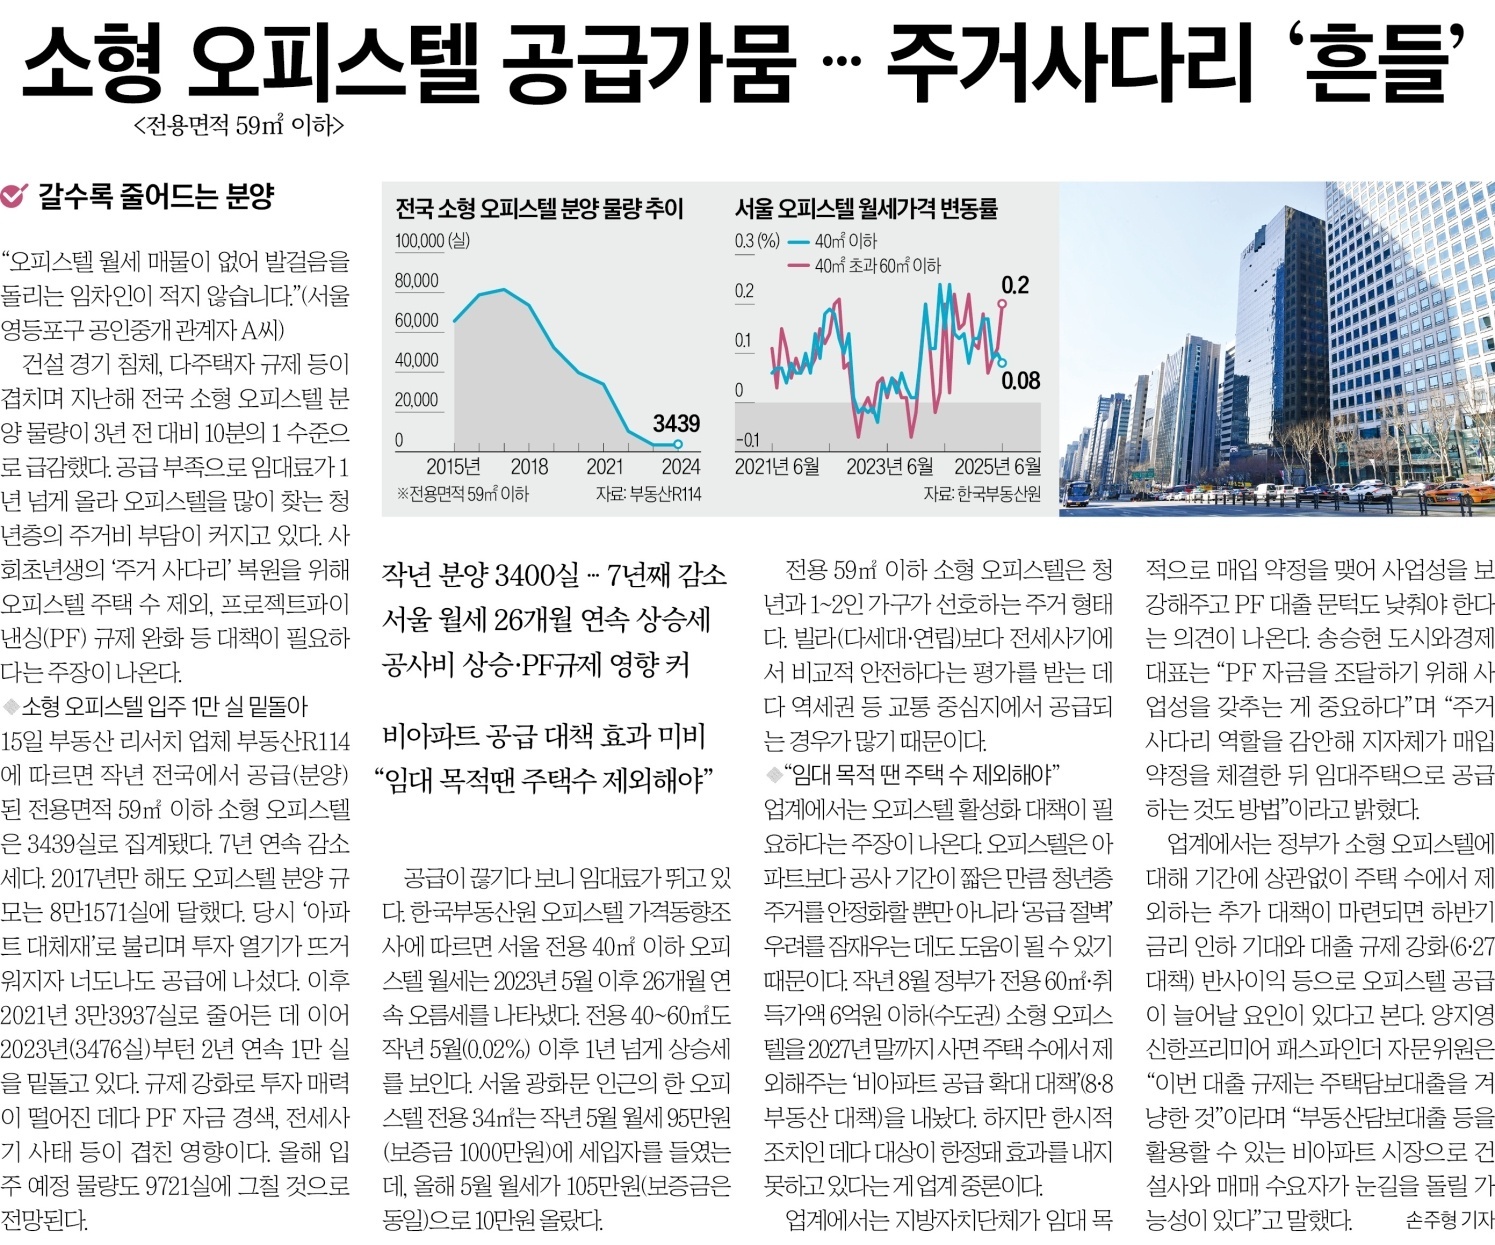 소형 오피스텔 공급가뭄 … 주거사다리 ‘흔들’
<전용면적 59㎡ 이하>
갈수록 줄어드는 분양
“오피스텔 월세 매물이 없어 발걸음을
돌리는 임차인이 적지 않습니다.”(서울
영등포구 공인중개 관계자 A씨)
건설 경기 침체, 다주택자 규제 등이
겹치며 지난해 전국 소형 오피스텔 분
양 물량이 3년 전 대비 10분의 1 수준으
로 급감했다. 공급 부족으로 임대료가 1
년 넘게 올라 오피스텔을 많이 찾는 청
년층의 주거비 부담이 커지고 있다. 사
회초년생의 ‘주거 사다리’ 복원을 위해
오피스텔 주택 수 제외, 프로젝트파이
낸싱(PF) 규제 완화 등 대책이 필요하
다는 주장이 나온다.
◆소형 오피스텔 입주 1만 실 밑돌아
15일 부동산 리서치 업체 부동산R114
에 따르면 작년 전국에서 공급(분양)
된 전용면적 59㎡ 이하 소형 오피스텔
은 3439실로 집계됐다. 7년 연속 감소
세다. 2017년만 해도 오피스텔 분양 규
모는 8만1571실에 달했다. 당시 ‘아파
트 대체재’로 불리며 투자 열기가 뜨거
워지자 너도나도 공급에 나섰다. 이후
2021년 3만3937실로 줄어든 데 이어
2023년(3476실)부턴 2년 연속 1만 실
을 밑돌고 있다. 규제 강화로 투자 매력
이 떨어진 데다 PF 자금 경색, 전세사
기 사태 등이 겹친 영향이다. 올해 입
주 예정 물량도 9721실에 그칠 것으로
전망된다.
전국 소형 오피스텔 분양 물량 추이
100,000 (실)
80,000
60,000
40,000
20,000
0
3439
2015년 2018 2021 2024
※전용면적 59㎡ 이하 자료: 부동산R114
서울 오피스텔 월세가격 변동률
0.3 (%) 40㎡ 이하
40㎡ 초과 60㎡ 이하
0.2
0.1
0
-0.1
0.2
0.08
2021년 6월 2023년 6월 2025년 6월
자료: 한국부동산원
작년 분양 3400실 … 7년째 감소
서울 월세 26개월 연속 상승세
공사비 상승·PF규제 영향 커
비아파트 공급 대책 효과 미비
“임대 목적땐 주택수 제외해야”
공급이 끊기다 보니 임대료가 뛰고 있
다. 한국부동산원 오피스텔 가격동향조
사에 따르면 서울 전용 40㎡ 이하 오피
스텔 월세는 2023년 5월 이후 26개월 연
속 오름세를 나타냈다. 전용 40~60㎡도
작년 5월(0.02%) 이후 1년 넘게 상승세
를 보인다. 서울 광화문 인근의 한 오피
스텔 전용 34㎡는 작년 5월 월세 95만원
(보증금 1000만원)에 세입자를 들였는
데, 올해 5월 월세가 105만원(보증금은
동일)으로 10만원 올랐다.
전용 59㎡ 이하 소형 오피스텔은 청
년과 1~2인 가구가 선호하는 주거 형태
다. 빌라(다세대·연립)보다 전세사기에
서 비교적 안전하다는 평가를 받는 데
다 역세권 등 교통 중심지에서 공급되
는 경우가 많기 때문이다.
◆“임대 목적 땐 주택 수 제외해야”
업계에서는 오피스텔 활성화 대책이 필
요하다는 주장이 나온다. 오피스텔은 아
파트보다 공사 기간이 짧은 만큼 청년층
주거를 안정화할 뿐만 아니라 ‘공급 절벽’
우려를 잠재우는 데도 도움이 될 수 있기
때문이다. 작년 8월 정부가 전용 60㎡·취
득가액 6억원 이하(수도권) 소형 오피스
텔을 2027년 말까지 사면 주택 수에서 제
외해주는 ‘비아파트 공급 확대 대책’(8·8
부동산 대책)을 내놨다. 하지만 한시적
조치인 데다 대상이 한정돼 효과를 내지
못하고 있다는 게 업계 중론이다.
업계에서는 지방자치단체가 임대 목
적으로 매입 약정을 맺어 사업성을 보
강해주고 PF 대출 문턱도 낮춰야 한다
는 의견이 나온다. 송승현 도시와경제
대표는 “PF 자금을 조달하기 위해 사
업성을 갖추는 게 중요하다”며 “주거
사다리 역할을 감안해 지자체가 매입
약정을 체결한 뒤 임대주택으로 공급
하는 것도 방법”이라고 밝혔다.
업계에서는 정부가 소형 오피스텔에
대해 기간에 상관없이 주택 수에서 제
외하는 추가 대책이 마련되면 하반기
금리 인하 기대와 대출 규제 강화(6·27
대책) 반사이익 등으로 오피스텔 공급
이 늘어날 요인이 있다고 본다. 양지영
신한프리미어 패스파인더 자문위원은
“이번 대출 규제는 주택담보대출을 겨
냥한 것”이라며 “부동산담보대출 등을
활용할 수 있는 비아파트 시장으로 건
설사와 매매 수요자가 눈길을 돌릴 가
능성이 있다”고 말했다. 손주형 기자